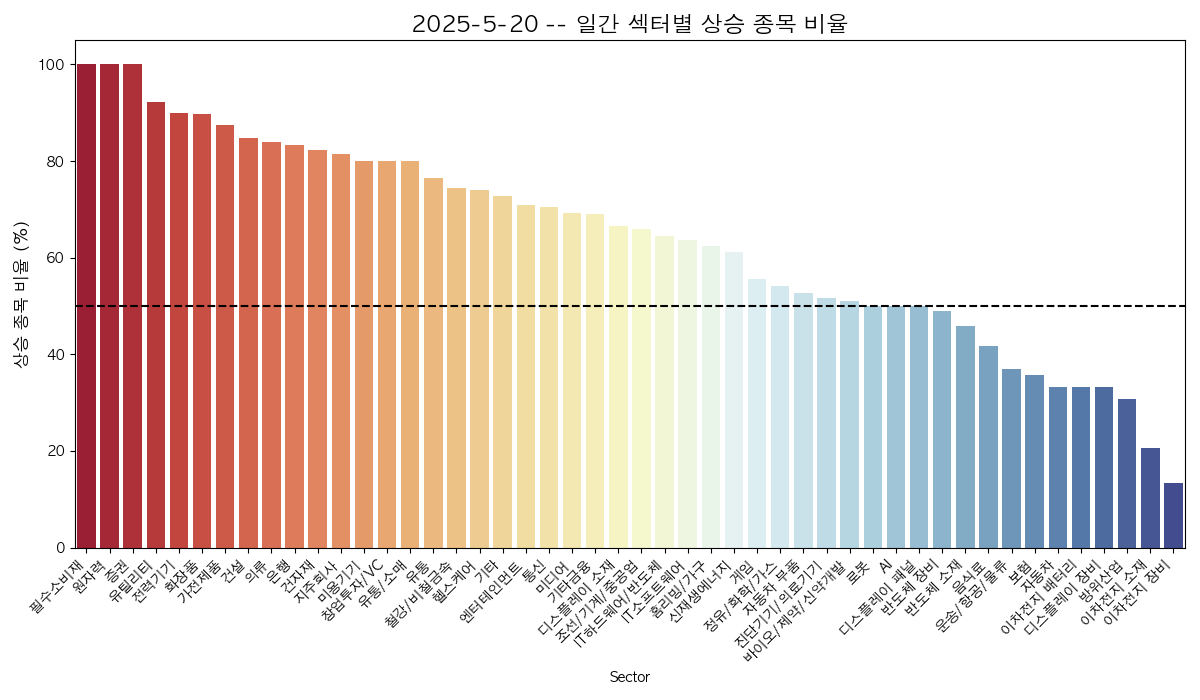 2025-5-20 -- 일간 섹터별 상승 종목 비율
상승 종목 비율 (%)
100
80
60
40
20
0
필수소비재
원자력
증권
유틸리티
전력기기
화장품
가전제품
건설
의류
은행
건자재
지주회사
미용기기
창업투자/VC
유통/소매
유통
철강/비철금속
헬스케어
기타
엔터테인먼트
통신
미디어
기타금융
디스플레이 소재
조선/기계/중공업
IT하드웨어/반도체
IT소프트웨어
홈리빙/가구
신재생에너지
게임
정유/화학/가스
자동차 부품
진단기기/의료기기
바이오/제약/신약개발
로봇
AI
디스플레이 패널
반도체 장비
반도체 소재
음식료
운송/항공/물류
보험
자동차
이차전지 배터리
디스플레이 장비
방위산업
이차전지 소재
이차전지 장비
Sector